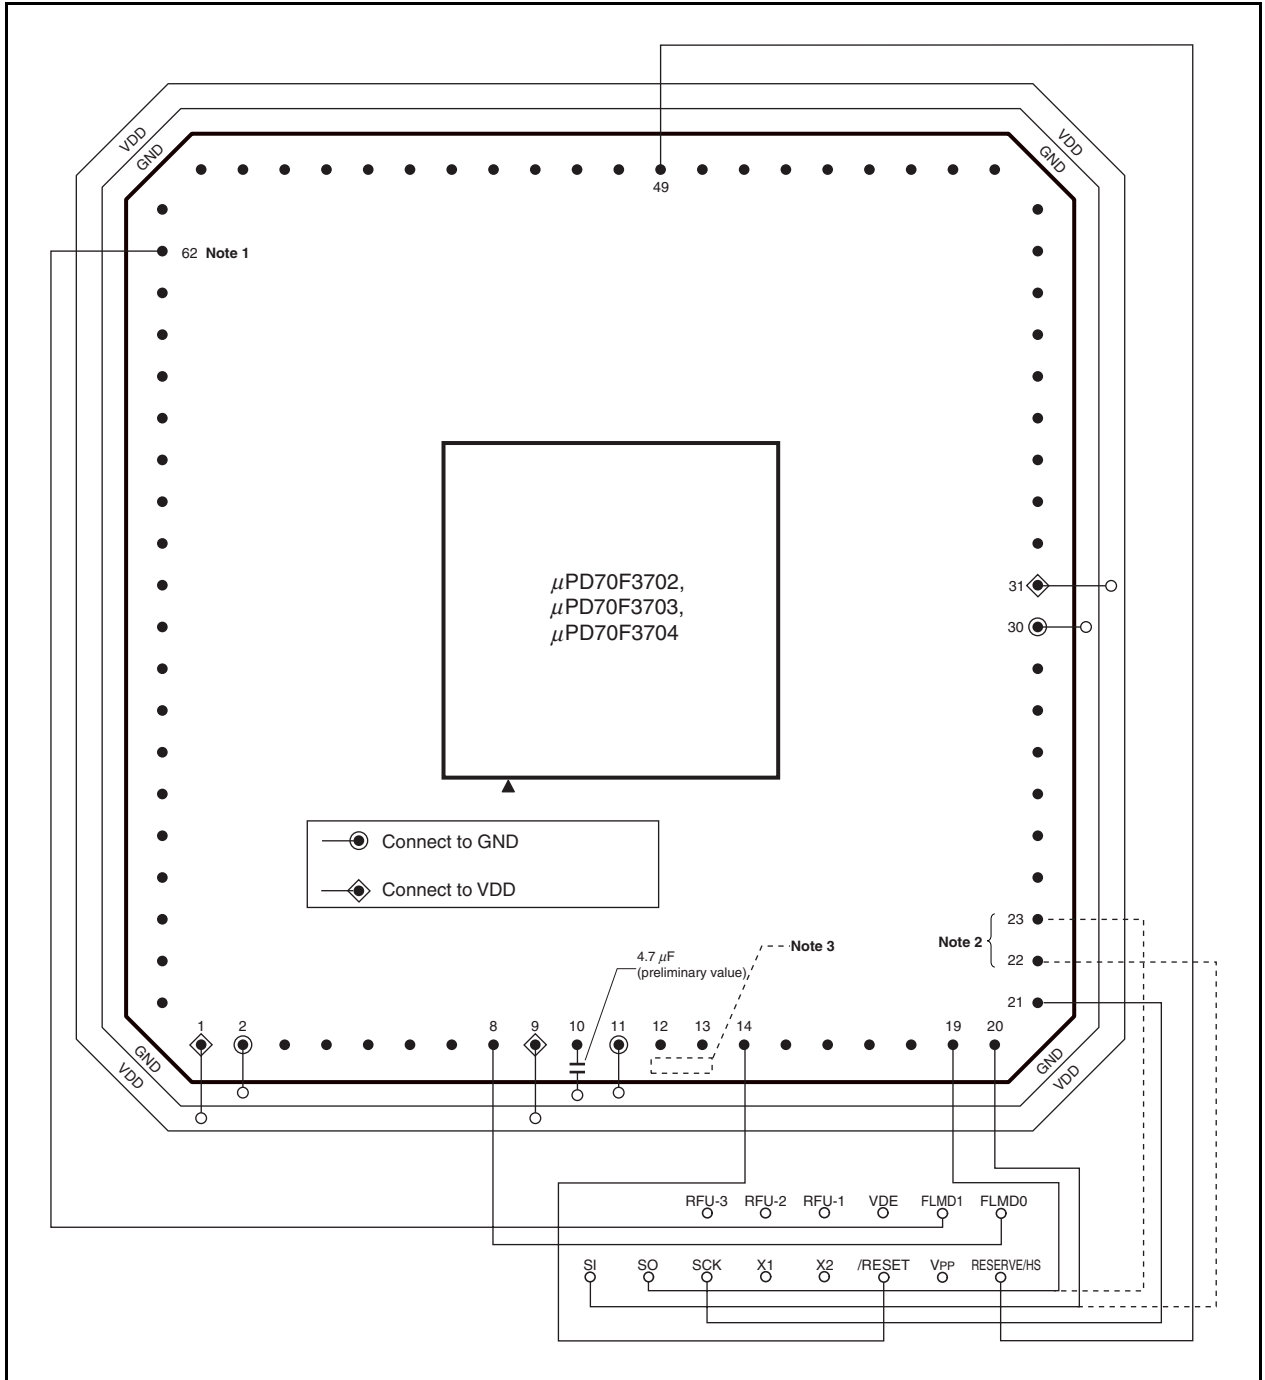 VDD
GND
VDD
GND
49
62 Note 1
μPD70F3702,
μPD70F3703,
μPD70F3704
31
30
Connect to GND
Connect to VDD
23
Note 2
22
21
4.7 μF
(preliminary value)
Note 3
1 2 8 9 10 11 12 13 14 19 20
GND
VDD
GND
VDD
RFU-3 RFU-2 RFU-1 VDE FLMD1 FLMD0
SI SO SCK X1 X2 /RESET VPP RESERVE/HS